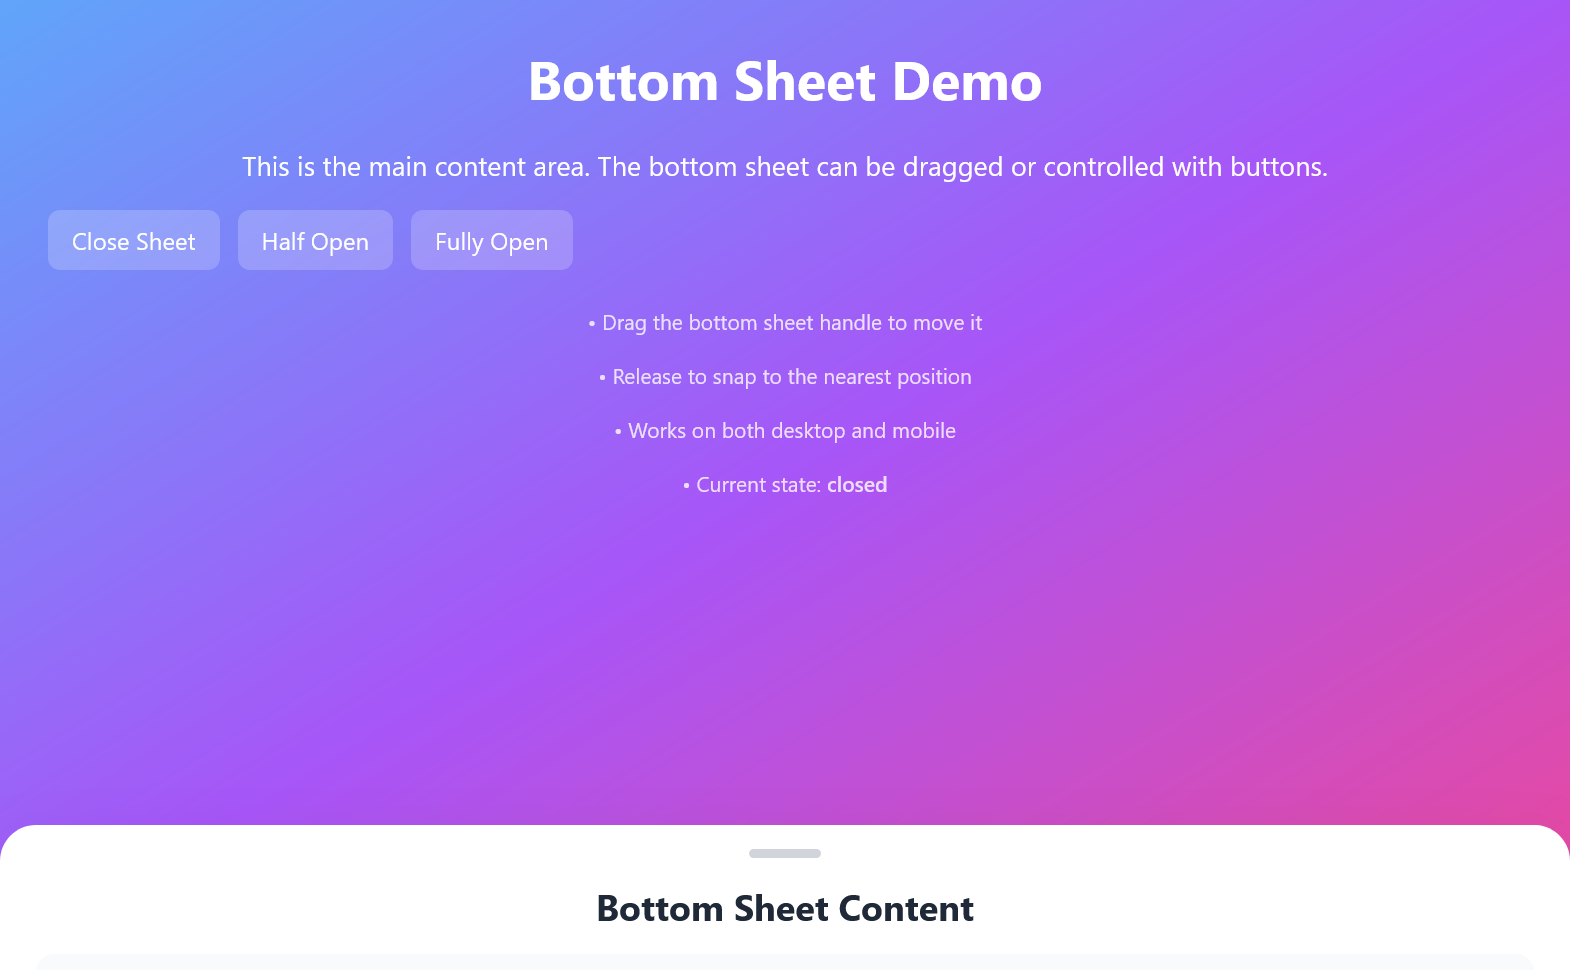 Bottom Sheet Demo
This is the main content area. The bottom sheet can be dragged or controlled with buttons.
Close Sheet
Half Open
Fully Open
• Drag the bottom sheet handle to move it
• Release to snap to the nearest position
• Works on both desktop and mobile
• Current state: closed
Bottom Sheet Content